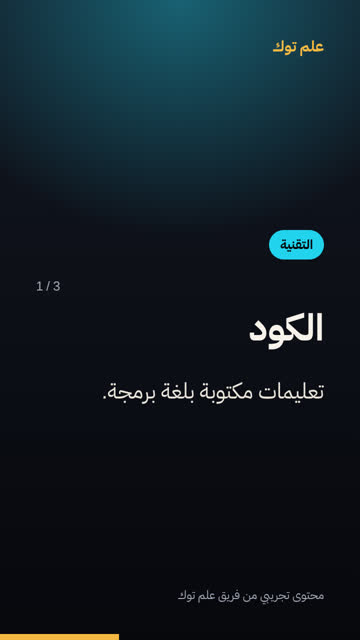 علم توك
التقنية
1 / 3
الكود
تعليمات مكتوبة بلغة برمجة.
محتوى تجريبي من فريق علم توك